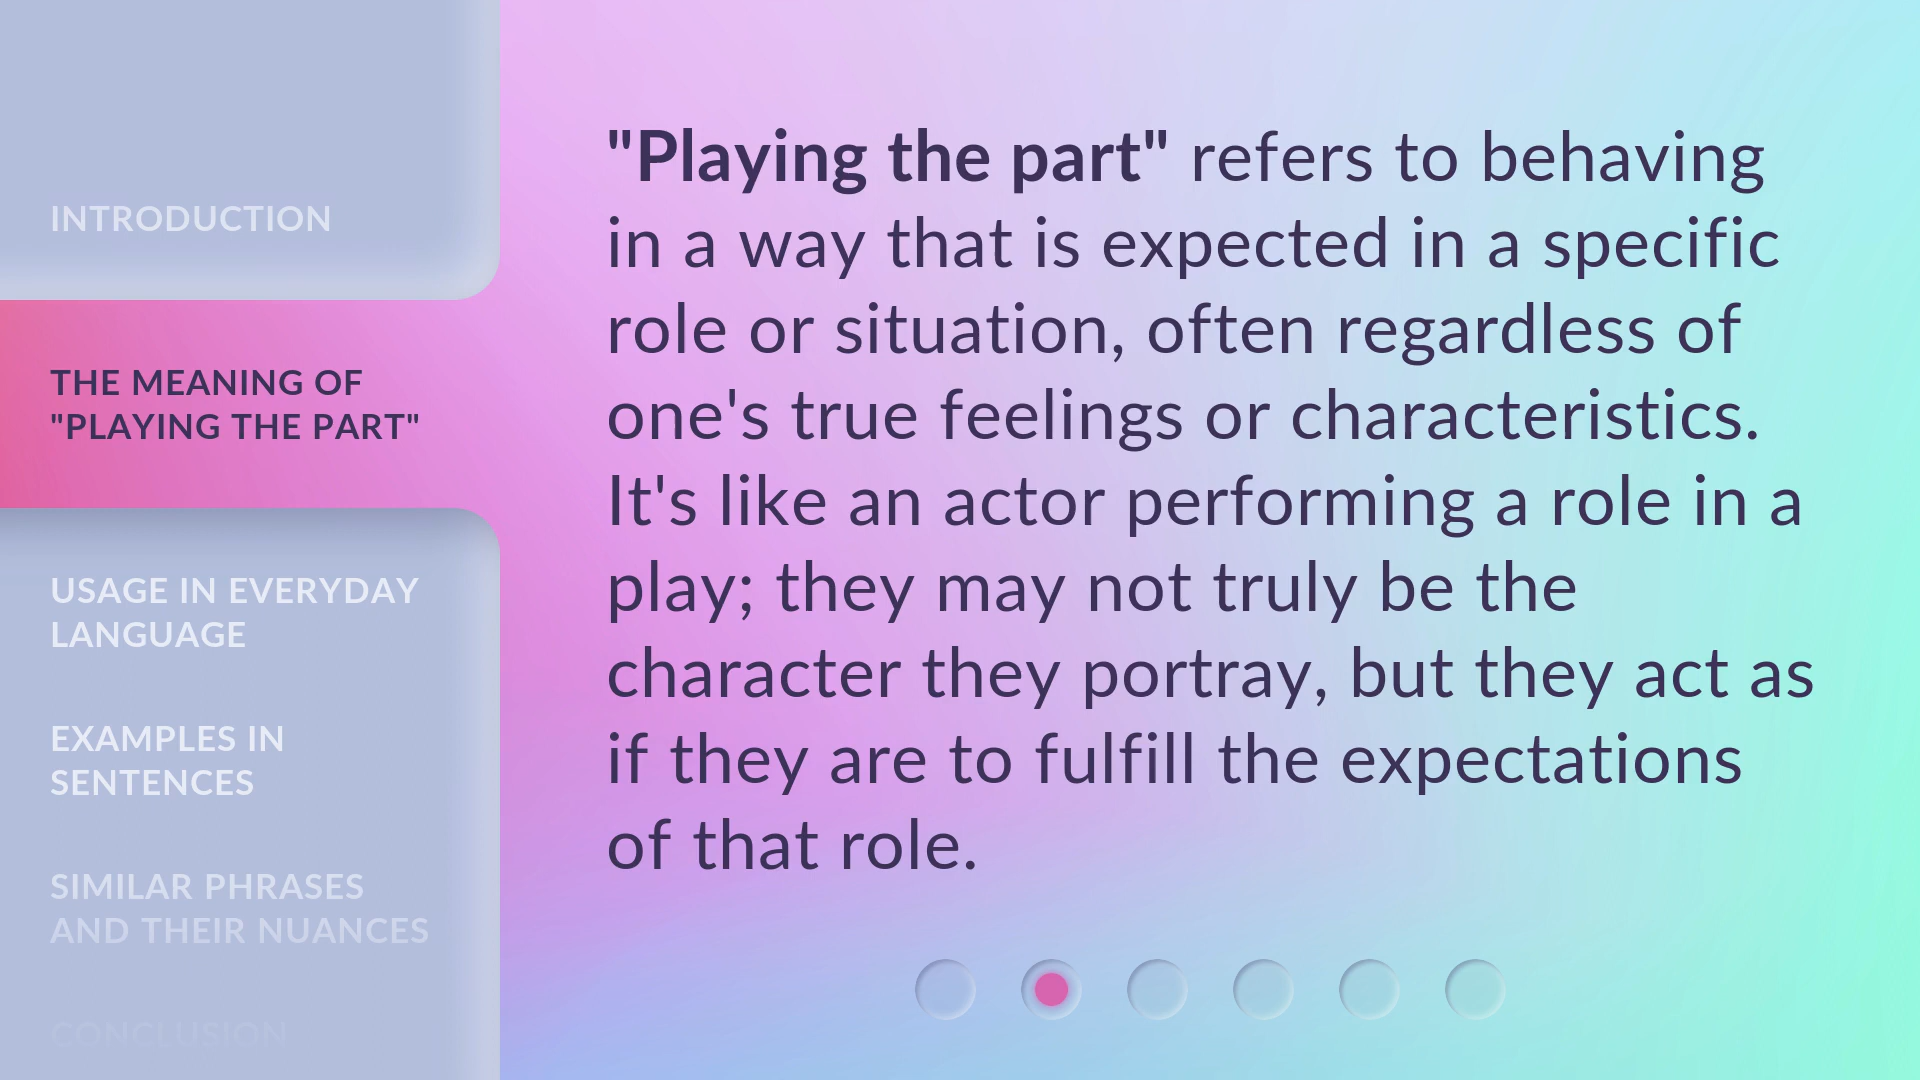 INTRODUCTION
THE MEANING OF
"PLAYING THE PART"
USAGE IN EVERYDAY
LANGUAGE
EXAMPLES IN
SENTENCES
SIMILAR PHRASES
AND THEIR NUANCES
CONCLUSION
"Playing the part" refers to behaving
in a way that is expected in a specific
role or situation, often regardless of
one's true feelings or characteristics.
It's like an actor performing a role in a
play; they may not truly be the
character they portray, but they act as
if they are to fulfill the expectations
of that role.